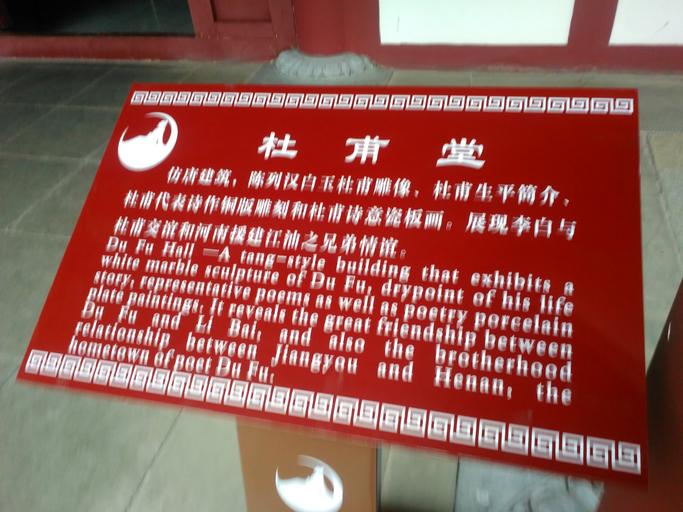 杜甫堂
仿唐建筑，陈列汉白玉杜甫雕像、杜甫生平简介、
杜甫代表诗作铜版雕刻和杜甫诗意瓷板画。展现李白与
杜甫交谊和河南援建江油之兄弟情谊。
Du Fu Hall —A tang-style building that exhibits a
white marble sculpture of Du Fu, drypoint of his life
story, representative poems as well as poetry porcelain
plate paintings. It reveals the great friendship between
Du Fu and Li Bai, and also the brotherhood
relationship between Jiangyou and Henan, the
hometown of poet Du Fu.